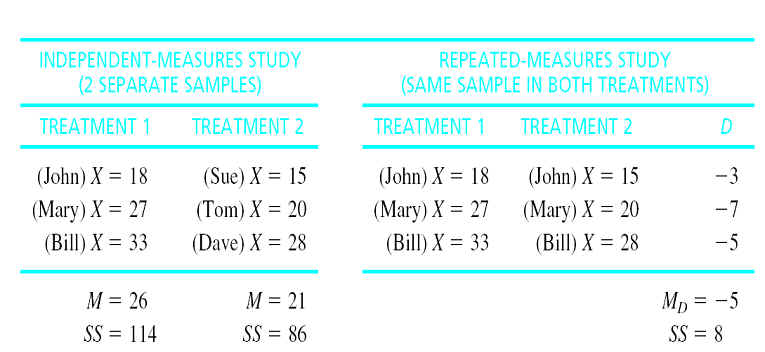 INDEPENDENT-MEASURES STUDY
(2 SEPARATE SAMPLES)
TREATMENT 1 TREATMENT 2
(John) X = 18 (Sue) X = 15
(Mary) X = 27 (Tom) X = 20
(Bill) X = 33 (Dave) X = 28
M = 26 M = 21
SS = 114 SS = 86
REPEATED-MEASURES STUDY
(SAME SAMPLE IN BOTH TREATMENTS)
TREATMENT 1 TREATMENT 2 D
(John) X = 18 (John) X = 15 −3
(Mary) X = 27 (Mary) X = 20 −7
(Bill) X = 33 (Bill) X = 28 −5
M_D = −5
SS = 8